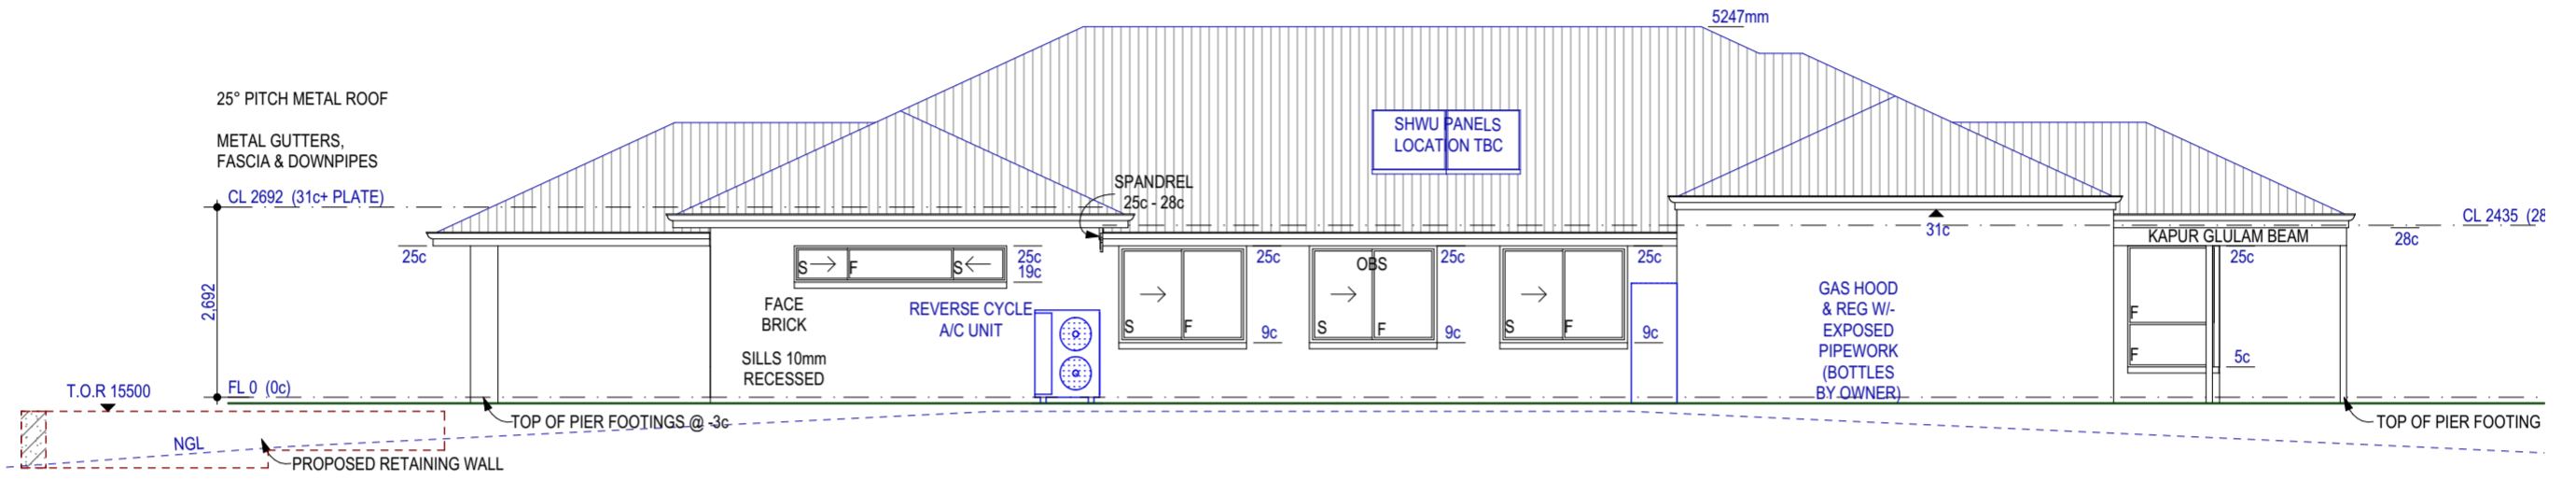 5247mm
25° PITCH METAL ROOF
METAL GUTTERS,
FASCIA & DOWNPIPES
SHWU PANELS
LOCATION TBC
CL 2692 (31c+ PLATE)
SPANDREL
25c - 28c
CL 2435 (28
31c
KAPUR GLULAM BEAM
28c
25c
S
F
S
25c
19c
25c
OBS
25c
25c
25c
2,692
FACE
BRICK
REVERSE CYCLE
A/C UNIT
GAS HOOD
& REG W/-
EXPOSED
PIPEWORK
(BOTTLES
BY OWNER)
S
F
9c
S
F
9c
S
F
9c
F
F
5c
SILLS 10mm
RECESSED
T.O.R 15500
FL 0 (0c)
TOP OF PIER FOOTINGS @ -3c
TOP OF PIER FOOTING
NGL
PROPOSED RETAINING WALL